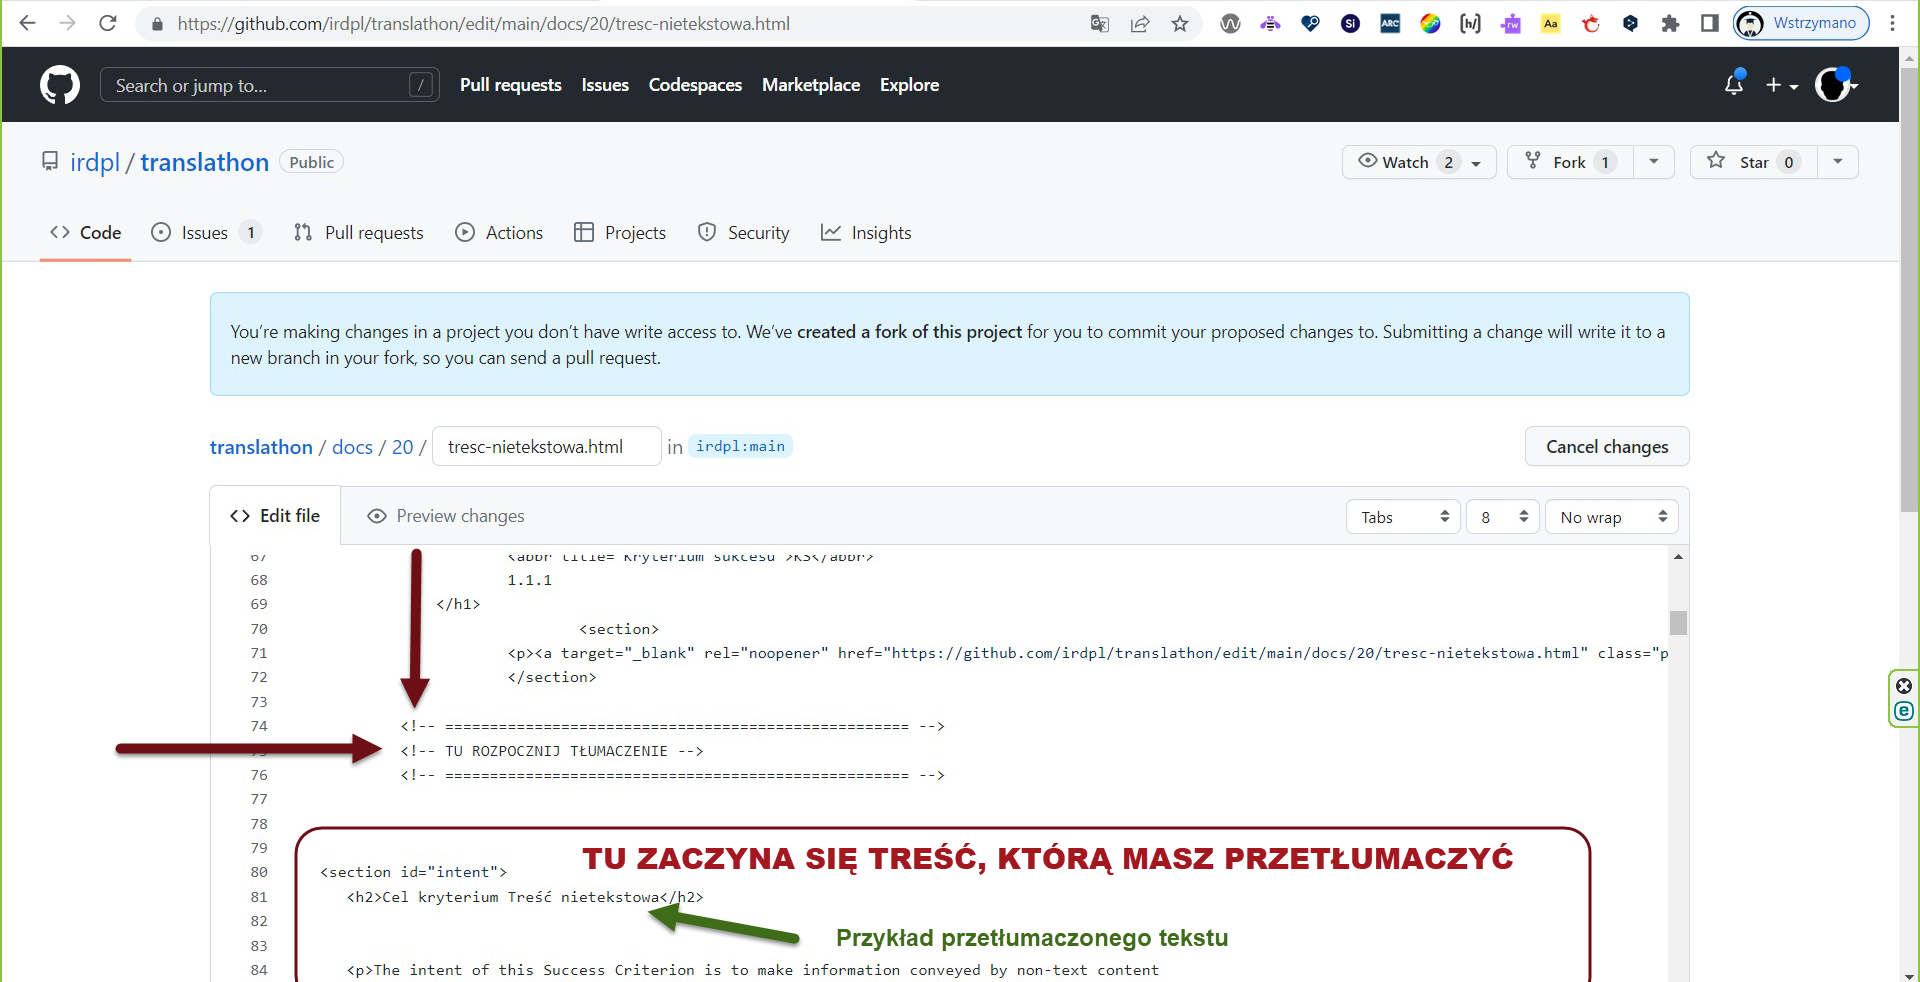 https://github.com/irdpl/translathon/edit/main/docs/20/tresc-nietekstowa.html
Si ARC [h/] rw Aa Wstrzymano
Search or jump to... / Pull requests Issues Codespaces Marketplace Explore
irdpl / translathon Public Watch 2 Fork 1 Star 0
Code Issues 1 Pull requests Actions Projects Security Insights
You're making changes in a project you don't have write access to. We've created a fork of this project for you to commit your proposed changes to. Submitting a change will write it to a
new branch in your fork, so you can send a pull request.
translathon / docs / 20 / tresc-nietekstowa.html in irdpl:main Cancel changes
<> Edit file Preview changes Tabs 8 No wrap
67 <abbr title="Kryterium sukcesu">KS</abbr>
68 1.1.1
69 </h1>
70 <section>
71 <p><a target="_blank" rel="noopener" href="https://github.com/irdpl/translathon/edit/main/docs/20/tresc-nietekstowa.html" class="p
72 </section>
73
74 <!-- ==================================================== -->
75 <!-- TU ROZPOCZNIJ TŁUMACZENIE -->
76 <!-- ==================================================== -->
77
78
79
TU ZACZYNA SIĘ TREŚĆ, KTÓRĄ MASZ PRZETŁUMACZYĆ
80 <section id="intent">
81 <h2>Cel kryterium Treść nietekstowa</h2>
82
Przykład przetłumaczonego tekstu
83
84 <p>The intent of this Success Criterion is to make information conveyed by non-text content